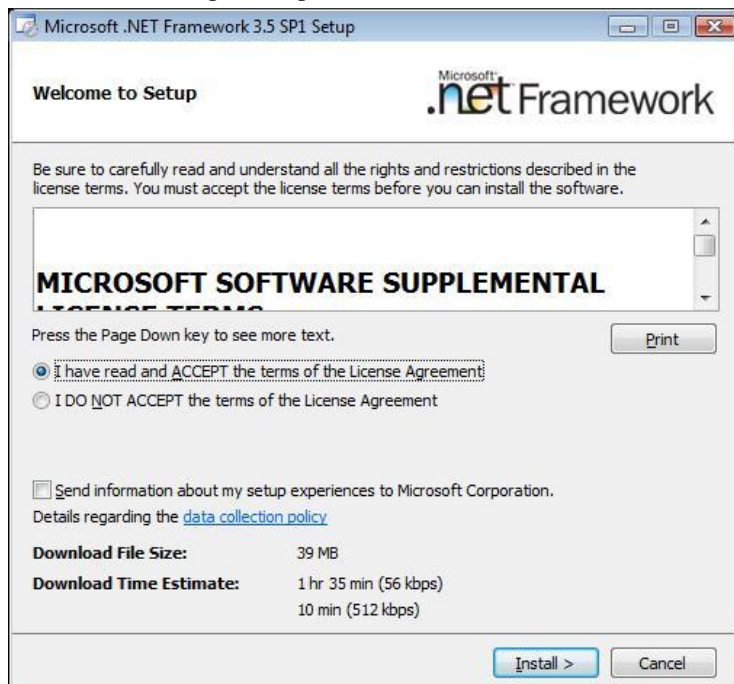 Microsoft .NET Framework 3.5 SP1 Setup
Welcome to Setup
Microsoft
.net Framework
Be sure to carefully read and understand all the rights and restrictions described in the
license terms. You must accept the license terms before you can install the software.
MICROSOFT SOFTWARE SUPPLEMENTAL
LICENSE TERMS
Press the Page Down key to see more text.
Print
I have read and ACCEPT the terms of the License Agreement
I DO NOT ACCEPT the terms of the License Agreement
Send information about my setup experiences to Microsoft Corporation.
Details regarding the data collection policy
Download File Size: 39 MB
Download Time Estimate: 1 hr 35 min (56 kbps)
10 min (512 kbps)
Install > Cancel